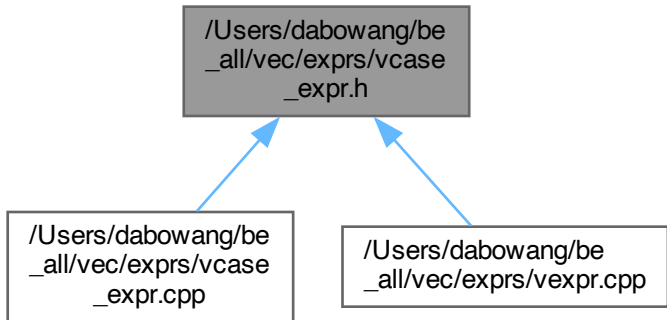 /Users/dabowang/be
_all/vec/exprs/vcase
_expr.h
/Users/dabowang/be
_all/vec/exprs/vcase
_expr.cpp
/Users/dabowang/be
_all/vec/exprs/vexpr.cpp